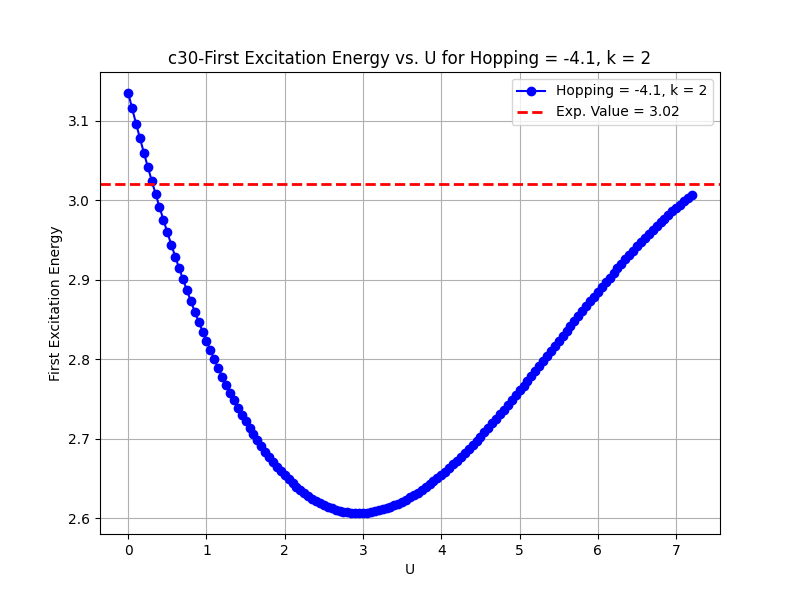 c30-First Excitation Energy vs. U for Hopping = -4.1, k = 2
Hopping = -4.1, k = 2
Exp. Value = 3.02
First Excitation Energy
3.1
3.0
2.9
2.8
2.7
2.6
0 1 2 3 4 5 6 7
U